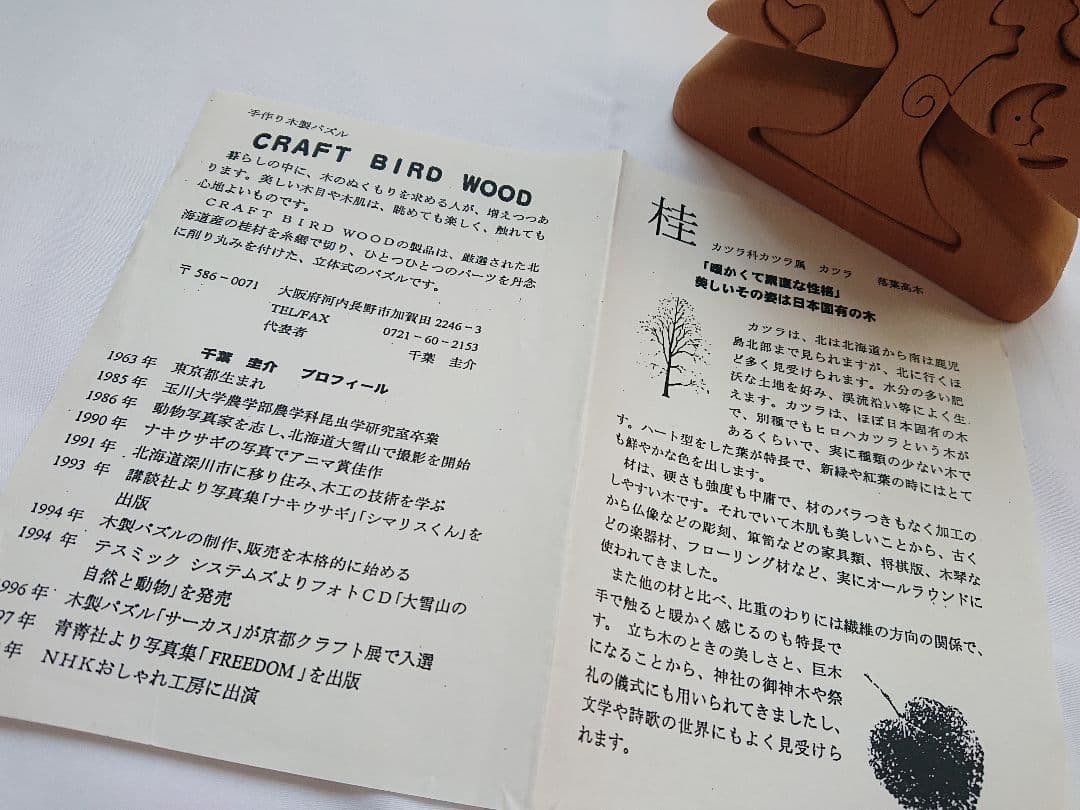 手作り木製パズル
CRAFT BIRD WOOD
暮らしの中に、木のぬくもりを求める人が、増えつつあ
ります。美しい木目や木肌は、眺めても楽しく、触れても
心地よいものです。
ＣＲＡＦＴ ＢＩＲＤ ＷＯＯＤの製品は、厳選された北
海道産の桂材を糸鋸で切り、ひとつひとつのパーツを丹念
に削り丸みを付けた、立体式のパズルです。
〒586-0071 大阪府河内長野市加賀田2246-3
TEL/FAX 0721-60-2153
代表者 千葉 圭介
千葉 圭介 プロフィール
1963年 東京都生まれ
1985年 玉川大学農学部農学科昆虫学研究室卒業
1986年 動物写真家を志し、北海道大雪山で撮影を開始
1990年 ナキウサギの写真でアニマ賞佳作
1991年 北海道深川市に移り住み、木工の技術を学ぶ
1993年 講談社より写真集「ナキウサギ」「シマリスくん」を
出版
1994年 木製パズルの制作、販売を本格的に始める
1994年 テスミック システムズよりフォトＣＤ「大雪山の
自然と動物」を発売
996年 木製パズル「サーカス」が京都クラフト展で入選
97年 青菁社より写真集「FREEDOM」を出版
年 ＮＨＫおしゃれ工房に出演
桂
カツラ科カツラ属 カツラ 落葉高木
「暖かくて素直な性格」
美しいその姿は日本固有の木
カツラは、北は北海道から南は鹿児
島北部まで見られますが、北に行くほ
ど多く見受けられます。水分の多い肥
沃な土地を好み、渓流沿い等によく生
えます。カツラは、ほぼ日本固有の木
で、別種でもヒロハカツラという木が
あるくらいで、実に種類の少ない木で
す。ハート型をした葉が特長で、新緑や紅葉の時にはとて
も鮮やかな色を出します。
材は、硬さも強度も中庸で、材のバラつきもなく加工の
しやすい木です。それでいて木肌も美しいことから、古く
から仏像などの彫刻、箪笥などの家具類、将棋版、木琴な
どの楽器材、フローリング材など、実にオールラウンドに
使われてきました。
また他の材と比べ、比重のわりには繊維の方向の関係で、
手で触ると暖かく感じるのも特長で
す。 立ち木のときの美しさと、巨木
になることから、神社の御神木や祭
礼の儀式にも用いられてきましたし、
文学や詩歌の世界にもよく見受けら
れます。